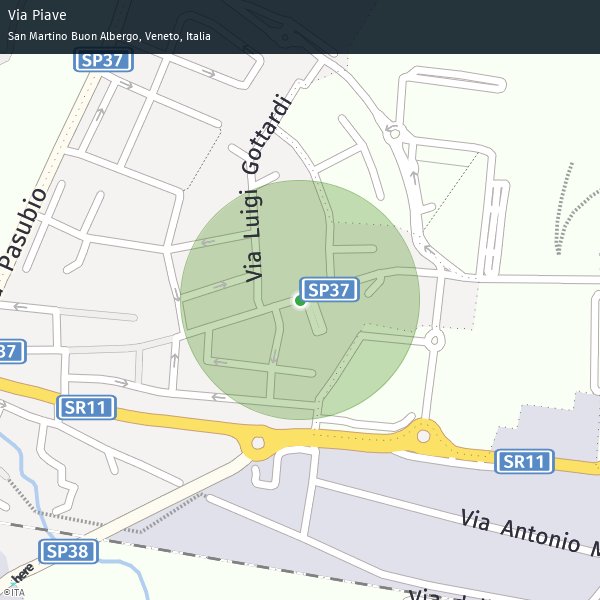 Via Piave
San Martino Buon Albergo, Veneto, Italia
SP37
Via Luigi Gottardi
Pasubio
SP37
37
SR11
SR11
Via Antonio
SP38
here
©ITA
Via